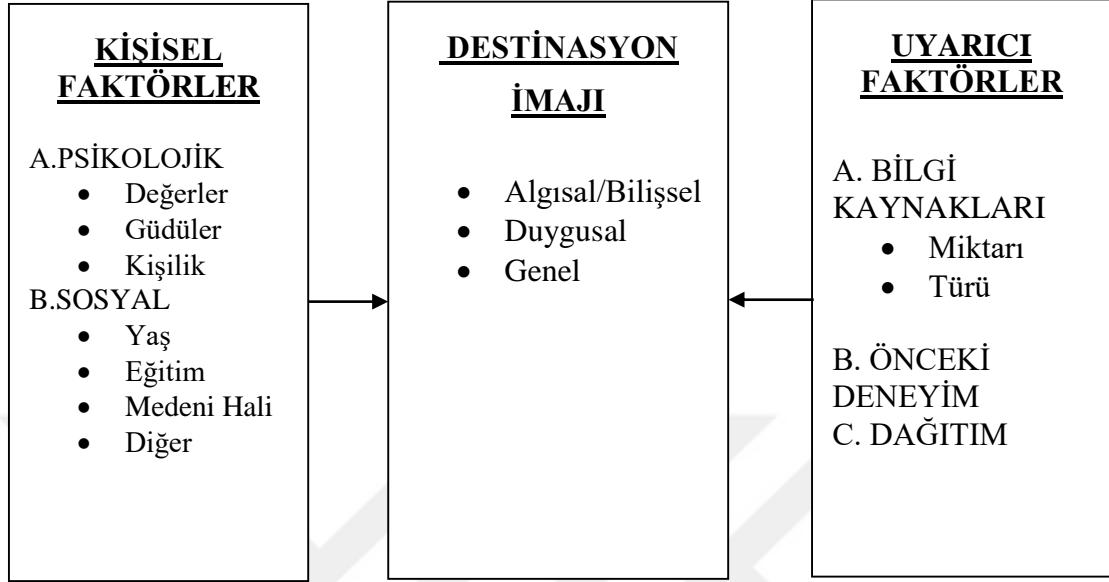 KİŞİSEL
FAKTÖRLER
A.PSİKOLOJİK
• Değerler
• Güdüler
• Kişilik
B.SOSYAL
• Yaş
• Eğitim
• Medeni Hali
• Diğer
DESTİNASYON
İMAJI
• Algısal/Bilişsel
• Duygusal
• Genel
UYARICI
FAKTÖRLER
A. BİLGİ
KAYNAKLARI
• Miktarı
• Türü
B. ÖNCEKİ
DENEYİM
C. DAĞITIM